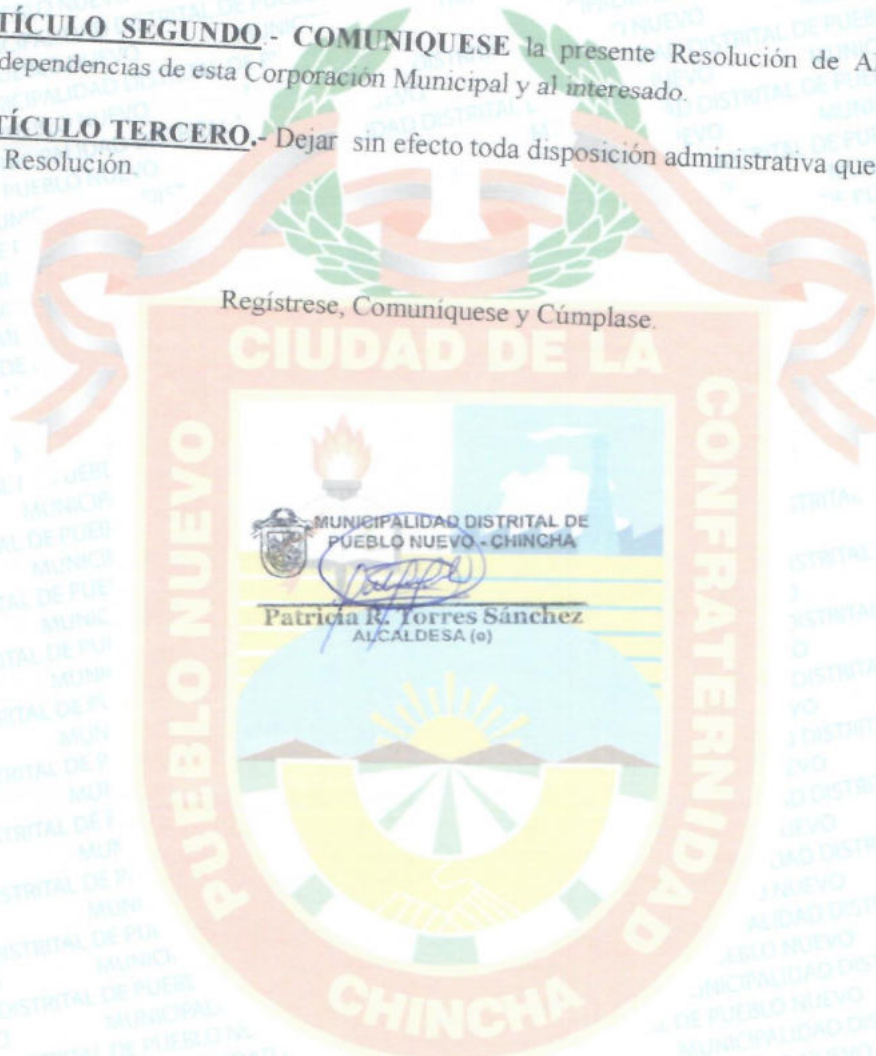 TÍCULO SEGUNDO.- COMUNIQUESE la presente Resolución de Al
dependencias de esta Corporación Municipal y al interesado.
TÍCULO TERCERO.- Dejar sin efecto toda disposición administrativa que
Resolución.
Regístrese, Comuníquese y Cúmplase.
CIUDAD DE LA
CONFRATERNIDAD
PUEBLO NUEVO
CHINCHA
MUNICIPALIDAD DISTRITAL DE
PUEBLO NUEVO - CHINCHA
Patricia R. Torres Sánchez
ALCALDESA (e)